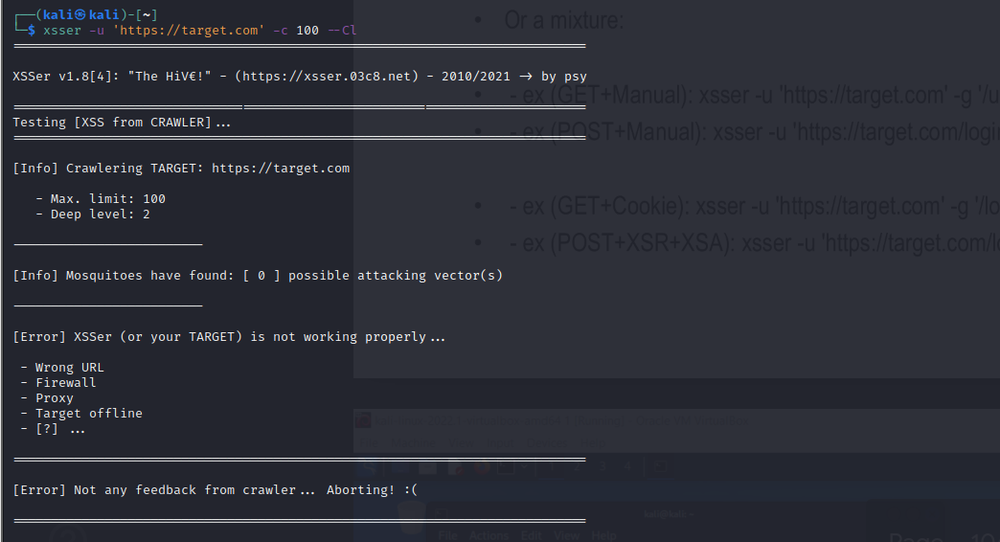 ┌──(kali㉿kali)-[~]
└─$ xsser -u 'https://target.com' -c 100 --Cl
XSSer v1.8[4]: "The HiV€!" - (https://xsser.03c8.net) - 2010/2021 -> by psy
Testing [XSS from CRAWLER]...
[Info] Crawlering TARGET: https://target.com
- Max. limit: 100
- Deep level: 2
[Info] Mosquitoes have found: [ 0 ] possible attacking vector(s)
[Error] XSSer (or your TARGET) is not working properly...
- Wrong URL
- Firewall
- Proxy
- Target offline
- [?] ...
[Error] Not any feedback from crawler... Aborting! :(
• Or a mixture:
• - ex (GET+Manual): xsser -u 'https://target.com' -g '/u
• - ex (POST+Manual): xsser -u 'https://target.com/login
• - ex (GET+Cookie): xsser -u 'https://target.com' -g '/lo
• - ex (POST+XSR+XSA): xsser -u 'https://target.com/lo
File Actions Edit View Help
Page